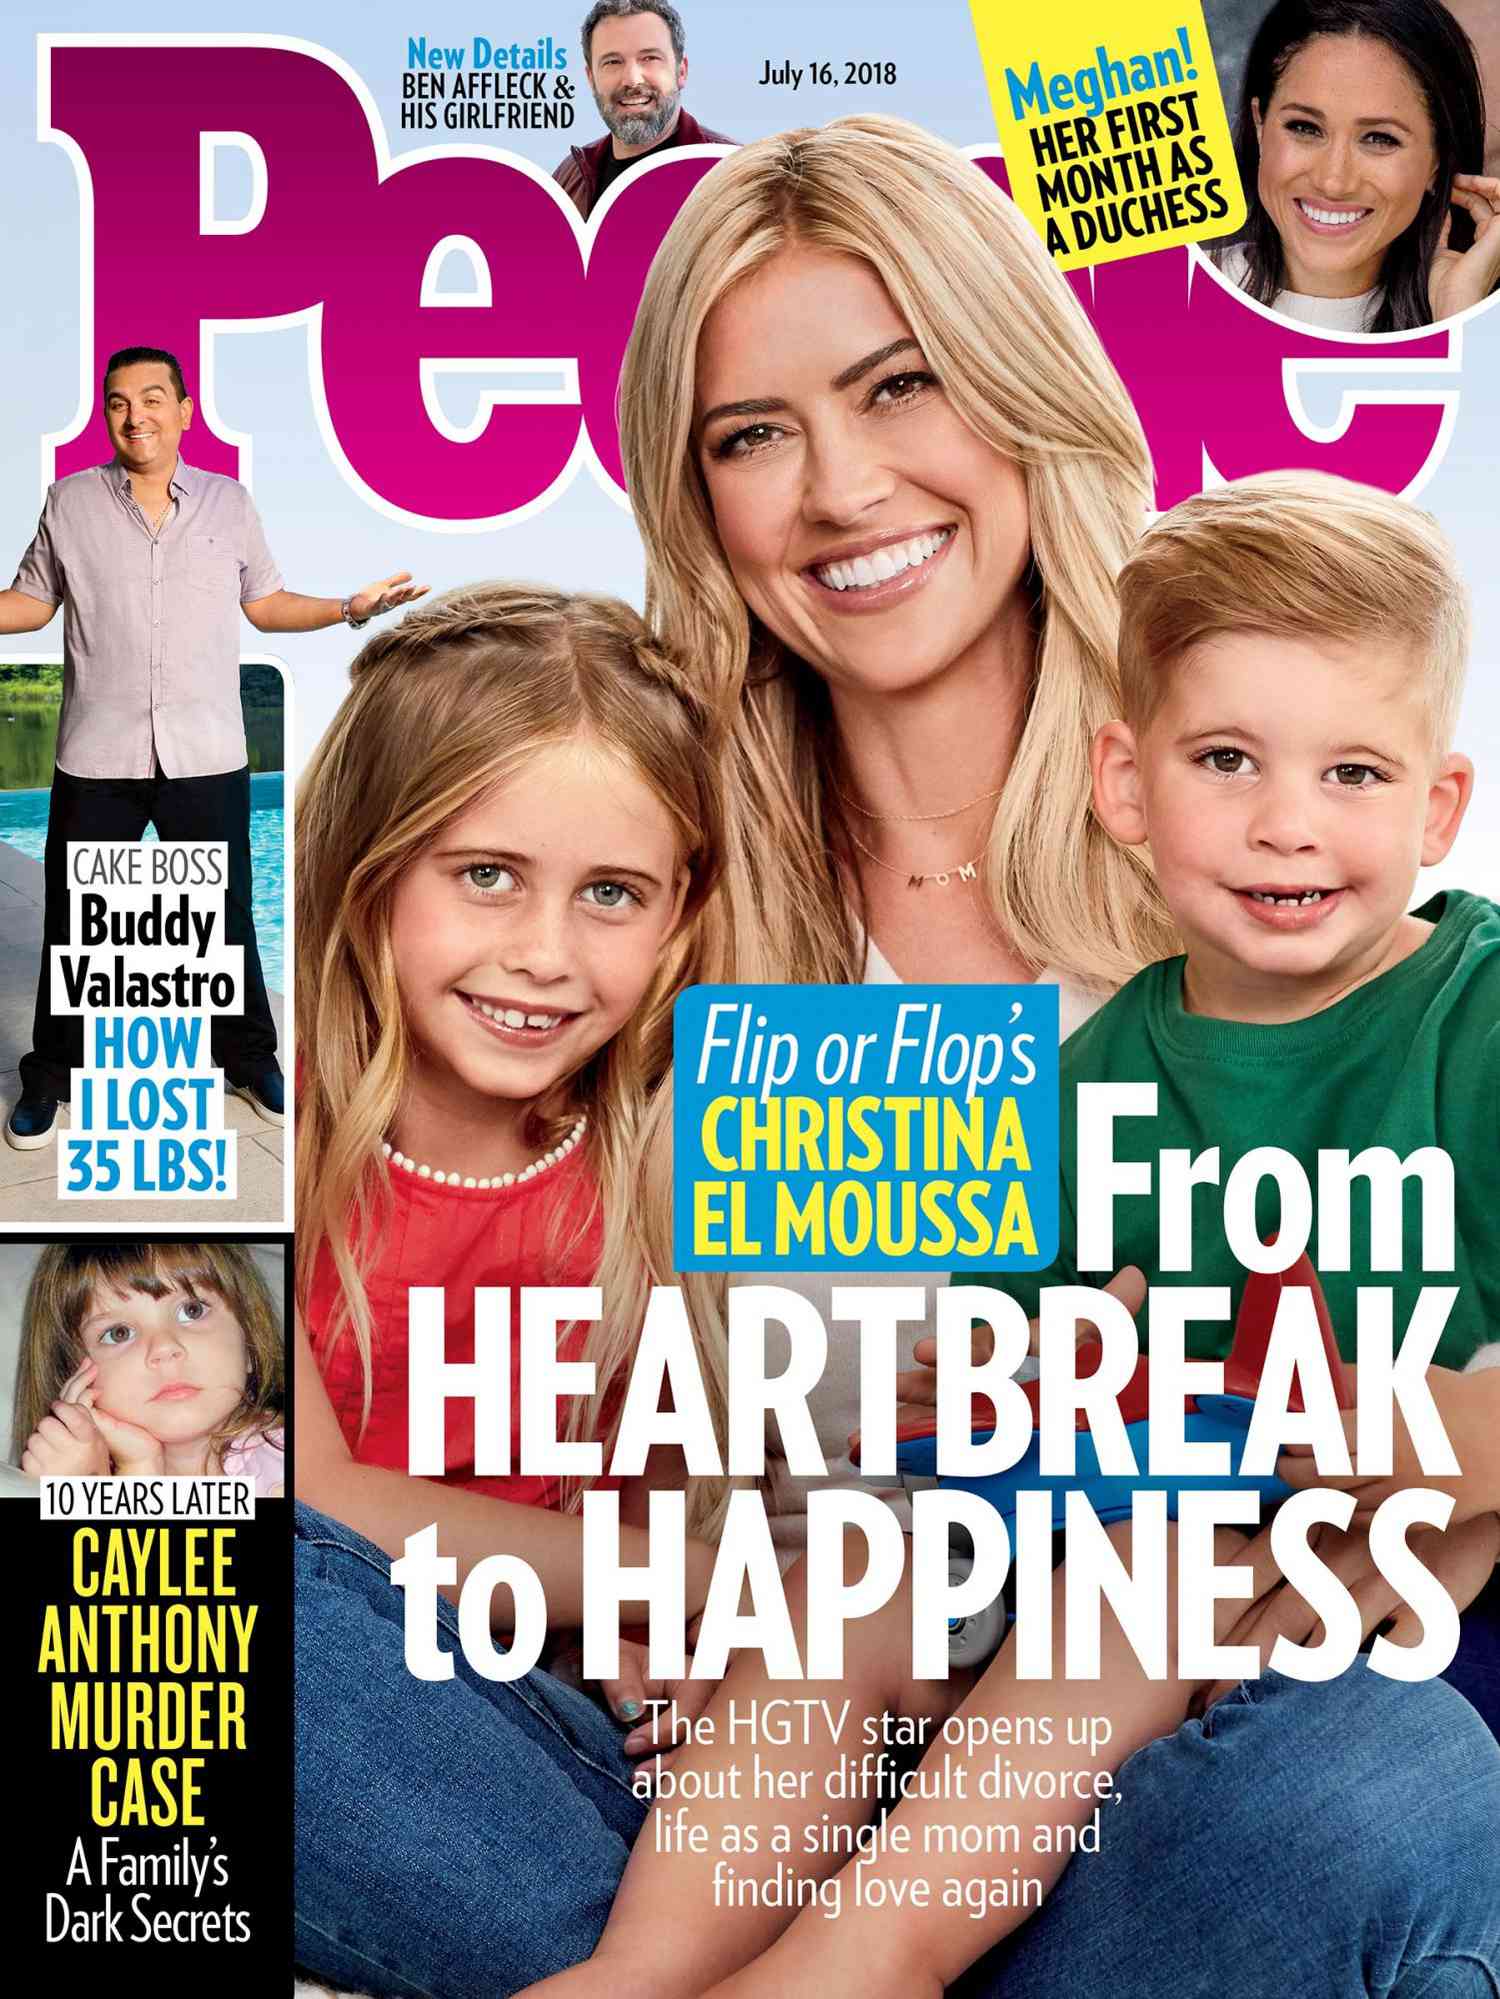 New Details
BEN AFFLECK &
HIS GIRLFRIEND
July 16, 2018
Meghan!
HER FIRST
MONTH AS
A DUCHESS
People
CAKE BOSS
Buddy
Valastro
HOW
I LOST
35 LBS!
MOM
Flip or Flop's
CHRISTINA
EL MOUSSA
From
HEARTBREAK
to HAPPINESS
The HGTV star opens up
about her difficult divorce,
life as a single mom and
finding love again
10 YEARS LATER
CAYLEE
ANTHONY
MURDER
CASE
A Family's
Dark Secrets